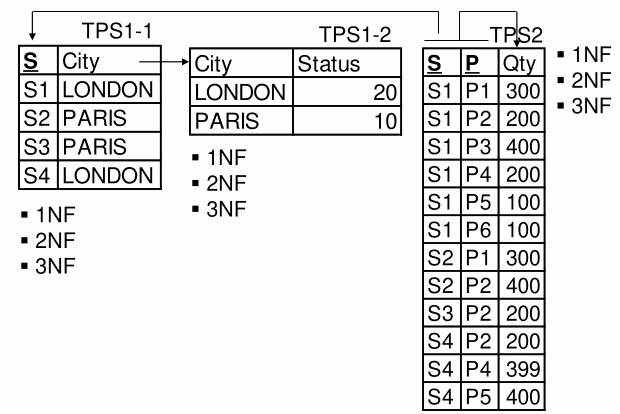 TPS1-1
S City
S1 LONDON
S2 PARIS
S3 PARIS
S4 LONDON
▪ 1NF
▪ 2NF
▪ 3NF
TPS1-2
City Status
LONDON 20
PARIS 10
▪ 1NF
▪ 2NF
▪ 3NF
TPS2
S P Qty
S1 P1 300
S1 P2 200
S1 P3 400
S1 P4 200
S1 P5 100
S1 P6 100
S2 P1 300
S2 P2 400
S3 P2 200
S4 P2 200
S4 P4 399
S4 P5 400
▪ 1NF
▪ 2NF
▪ 3NF